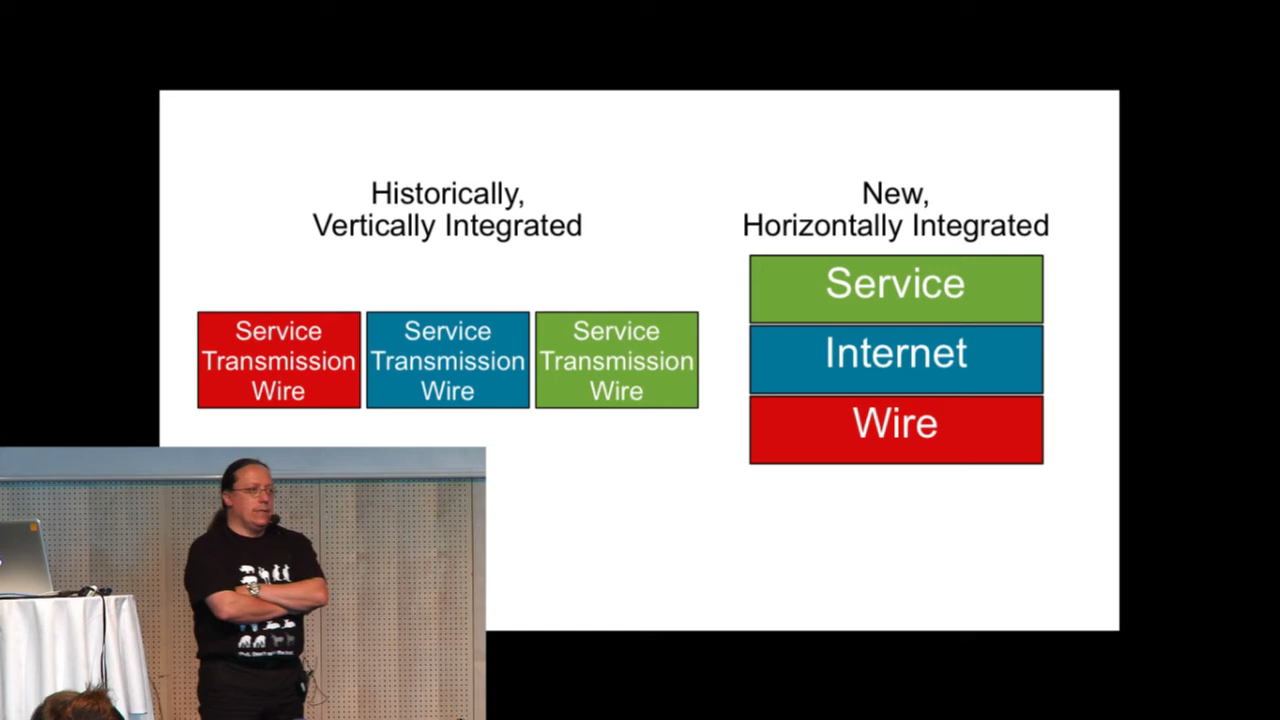 Historically,
Vertically Integrated
New,
Horizontally Integrated
Service
Transmission
Wire
Service
Transmission
Wire
Service
Transmission
Wire
Service
Internet
Wire